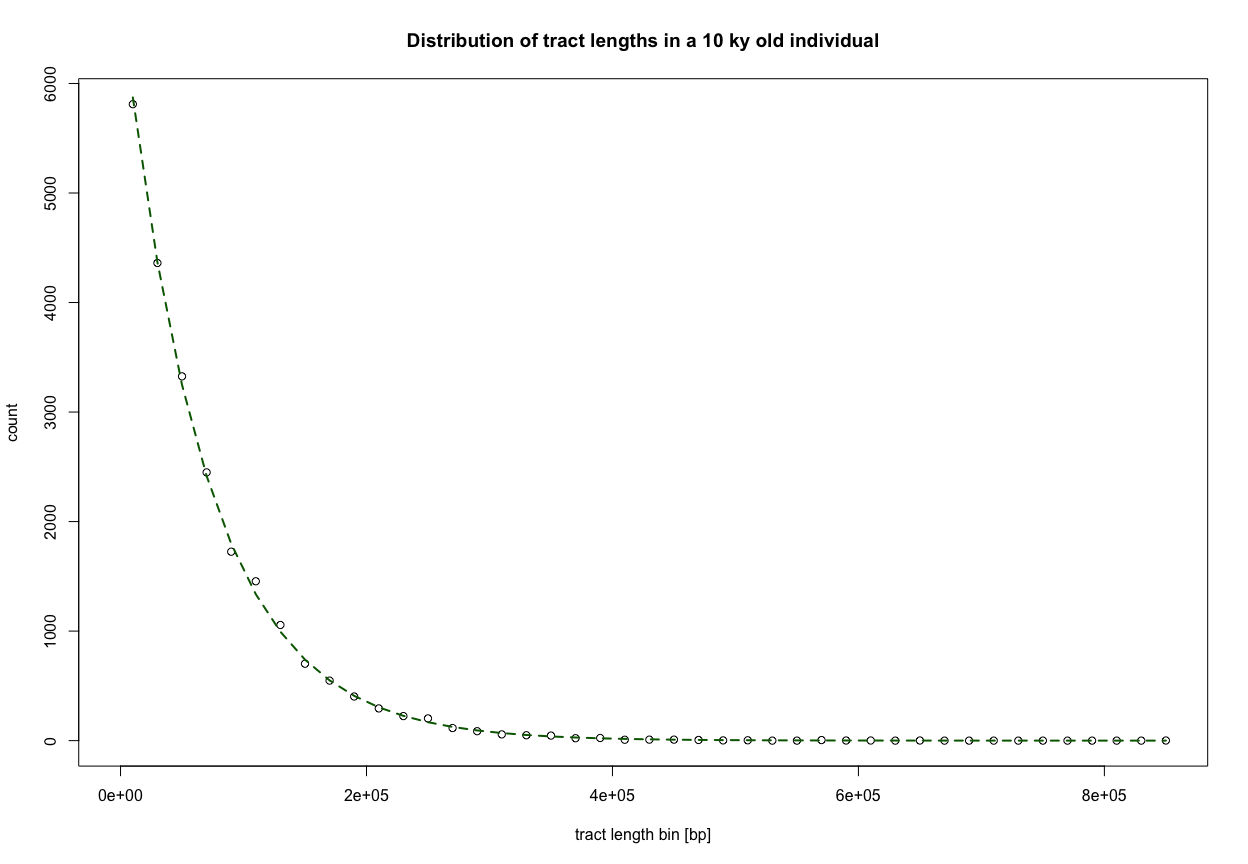 Distribution of tract lengths in a 10 ky old individual
6000
5000
4000
3000
2000
1000
0
count
0e+00 2e+05 4e+05 6e+05 8e+05
tract length bin [bp]